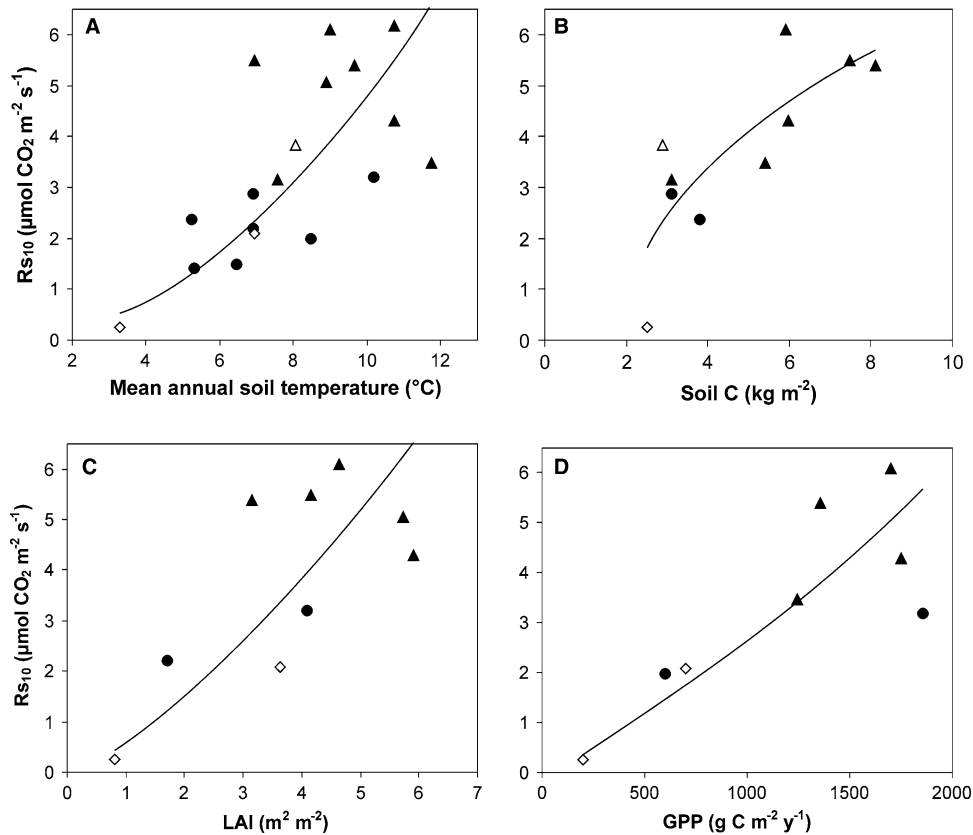 A
Rs10 (µmol CO2 m-2 s-1)
6
5
4
3
2
1
0
2 4 6 8 10 12
Mean annual soil temperature (°C)
B
6
5
4
3
2
1
0
0 2 4 6 8 10
Soil C (kg m-2)
C
Rs10 (µmol CO2 m-2 s-1)
6
5
4
3
2
1
0
0 1 2 3 4 5 6 7
LAI (m2 m-2)
D
6
5
4
3
2
1
0
0 500 1000 1500 2000
GPP (g C m-2 y-1)